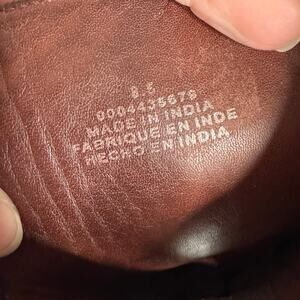 8.5
0004435679
MADE IN INDIA
FABRIQUE EN INDE
HECHO EN INDIA